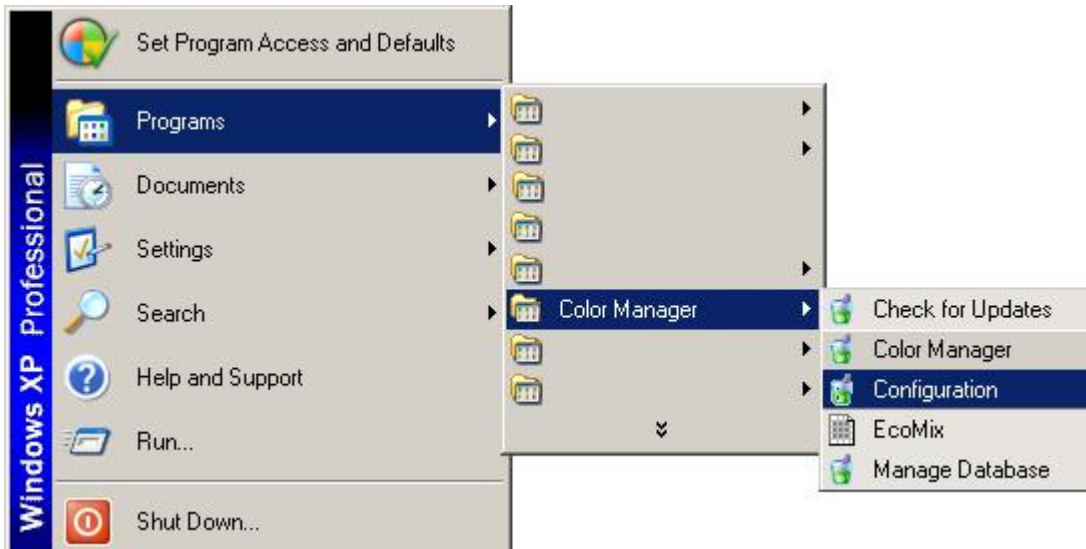 Windows XP Professional
Set Program Access and Defaults
Programs
Documents
Settings
Search
Help and Support
Run...
Shut Down...
Color Manager
Check for Updates
Color Manager
Configuration
EcoMix
Manage Database